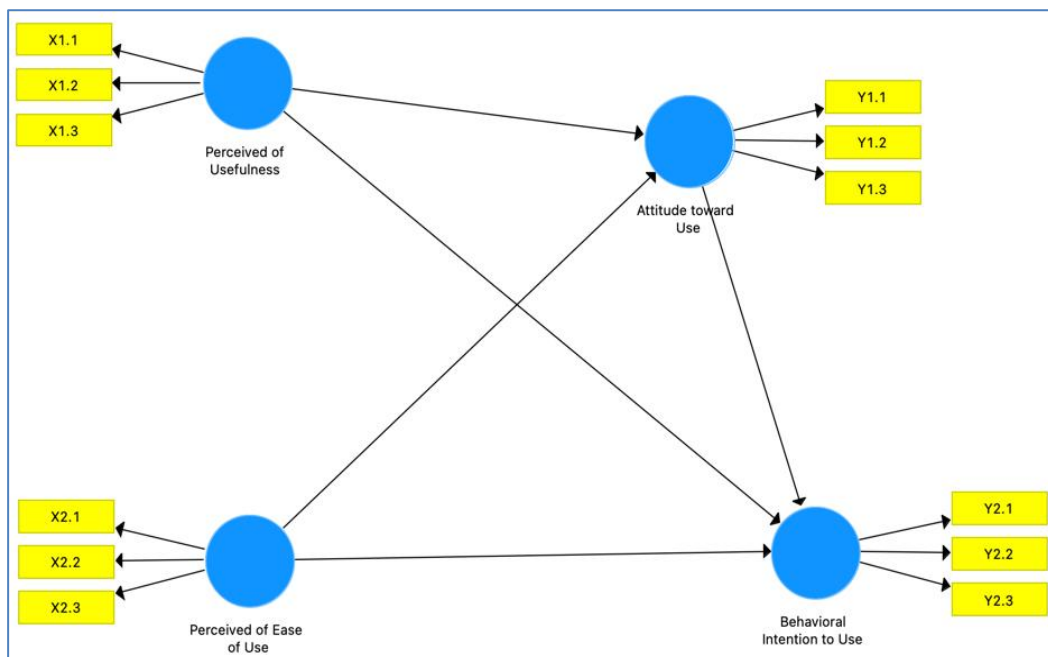 X1.1
X1.2
X1.3
Perceived of
Usefulness
Y1.1
Y1.2
Y1.3
Attitude toward
Use
X2.1
X2.2
X2.3
Perceived of Ease
of Use
Y2.1
Y2.2
Y2.3
Behavioral
Intention to Use